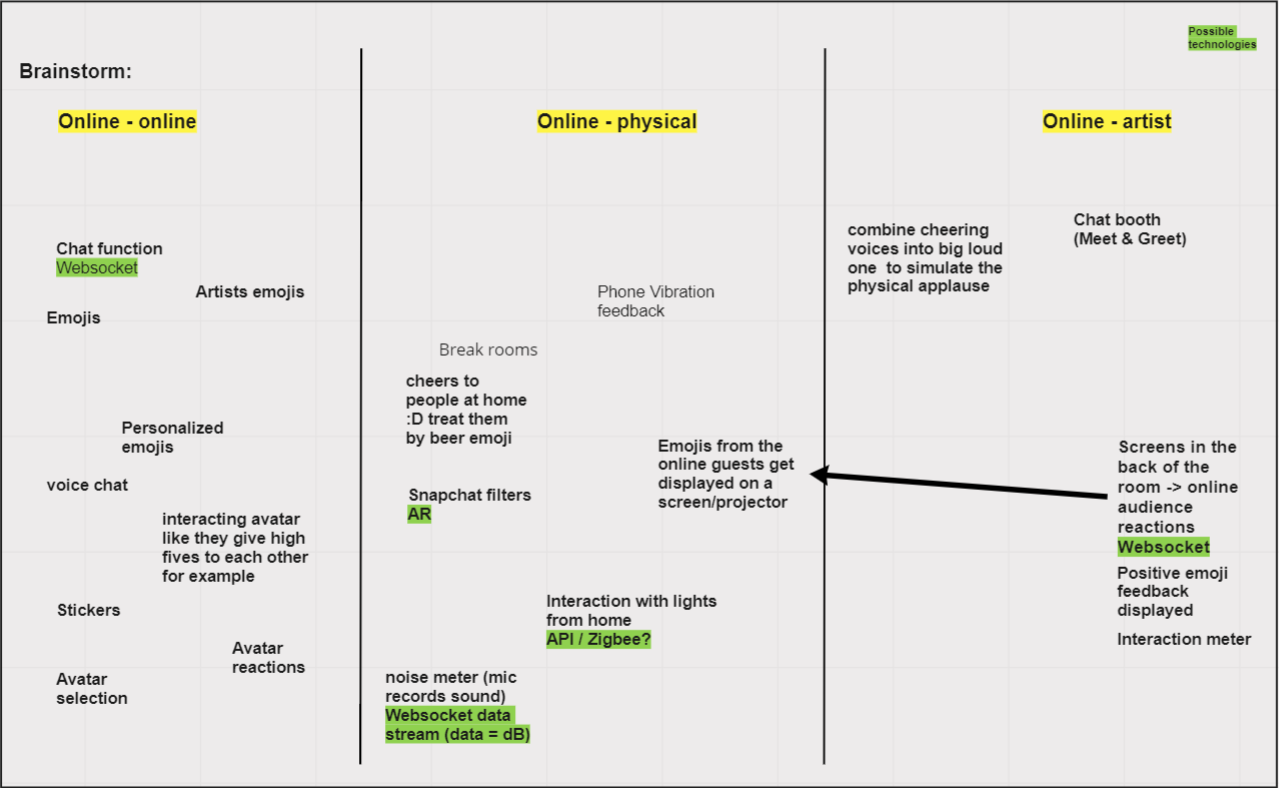 Possible
technologies
Brainstorm:
Online - online
Chat function
Websocket
Artists emojis
Emojis
Personalized
emojis
voice chat
interacting avatar
like they give high
fives to each other
for example
Stickers
Avatar
reactions
Avatar
selection
Online - physical
Phone Vibration
feedback
Break rooms
cheers to
people at home
:D treat them
by beer emoji
Emojis from the
online guests get
displayed on a
screen/projector
Snapchat filters
AR
Interaction with lights
from home
API / Zigbee?
noise meter (mic
records sound)
Websocket data
stream (data = dB)
Online - artist
Chat booth
(Meet & Greet)
combine cheering
voices into big loud
one  to simulate the
physical applause
Screens in the
back of the
room -> online
audience
reactions
Websocket
Positive emoji
feedback
displayed
Interaction meter